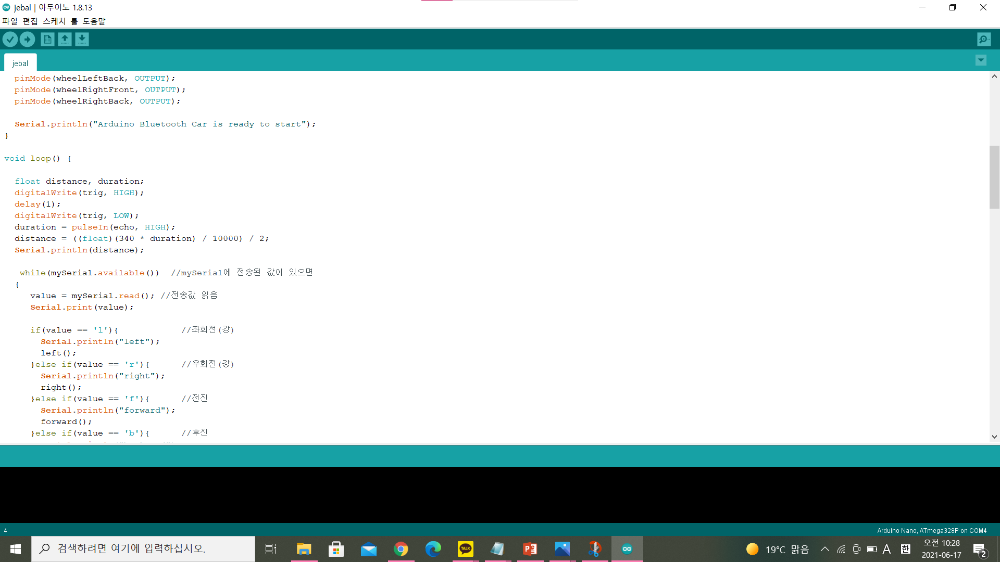 jebal | 아두이노 1.8.13
파일 편집 스케치 툴 도움말
jebal
pinMode(wheelLeftBack, OUTPUT);
pinMode(wheelRightFront, OUTPUT);
pinMode(wheelRightBack, OUTPUT);
Serial.println("Arduino Bluetooth Car is ready to start");
}
void loop() {
float distance, duration;
digitalWrite(trig, HIGH);
delay(1);
digitalWrite(trig, LOW);
duration = pulseIn(echo, HIGH);
distance = ((float)(340 * duration) / 10000) / 2;
Serial.println(distance);
while(mySerial.available())  //mySerial에 전송된 값이 있으면
{
value = mySerial.read(); //전송값 읽음
Serial.print(value);
if(value == 'l'){            //좌회전(강)
Serial.println("left");
left();
}else if(value == 'r'){      //우회전(강)
Serial.println("right");
right();
}else if(value == 'f'){      //전진
Serial.println("forward");
forward();
}else if(value == 'b'){      //후진
4
Arduino Nano, ATmega328P on COM4
검색하려면 여기에 입력하십시오.
TALK
19°C 맑음
A
한
오전 10:28
2021-06-17
2